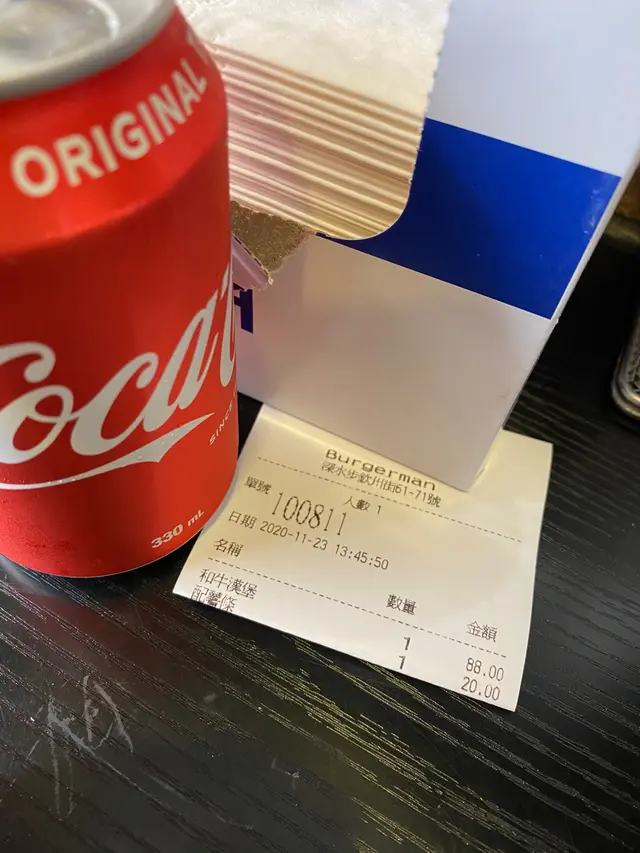 ORIGINAL
Coca
SINCE
330 mL
Burgerman
深水步欽州街61-71號
單號 100811 人數 1
日期 2020-11-23 13:45:50
名稱 數量 金額
和牛漢堡 1 88.00
配薯條 1 20.00